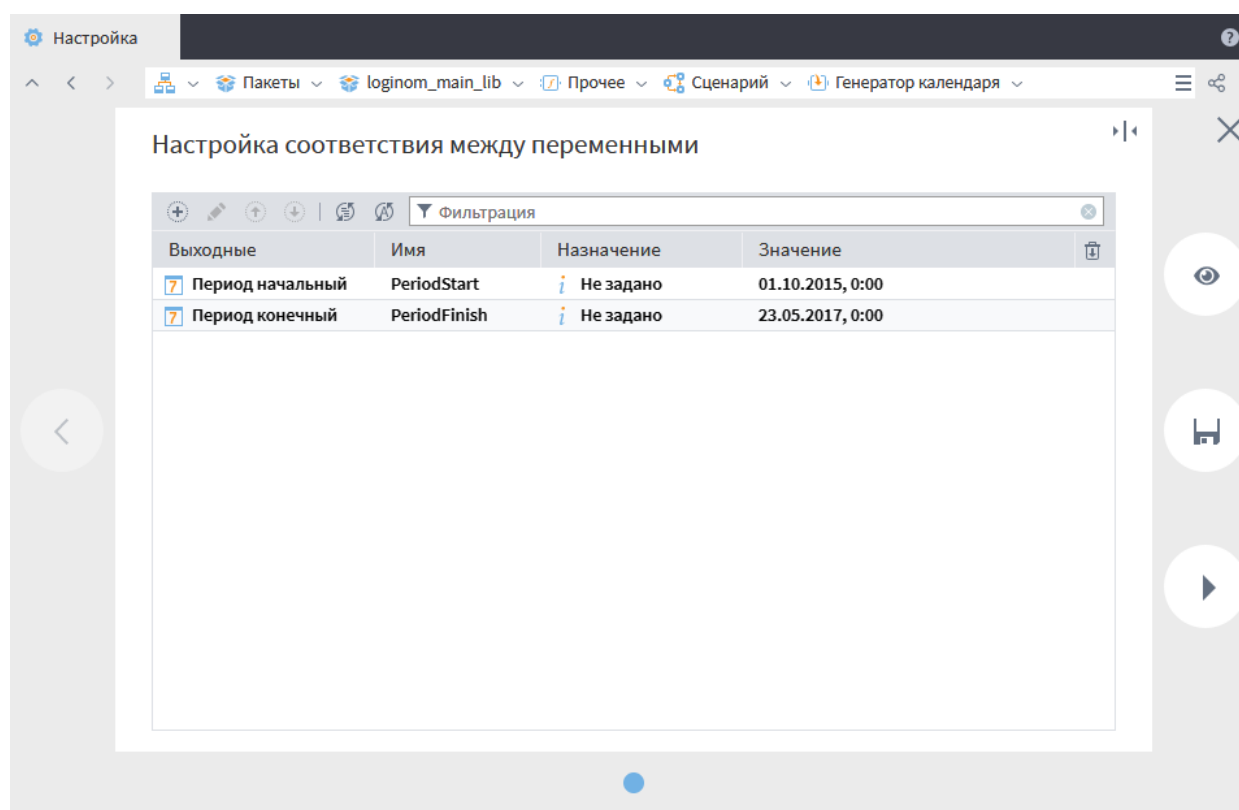 Настройка
Пакеты loginom_main_lib Прочее Сценарий Генератор календаря
Настройка соответствия между переменными
Фильтрация
Выходные Имя Назначение Значение
7 Период начальный PeriodStart i Не задано 01.10.2015, 0:00
7 Период конечный PeriodFinish i Не задано 23.05.2017, 0:00